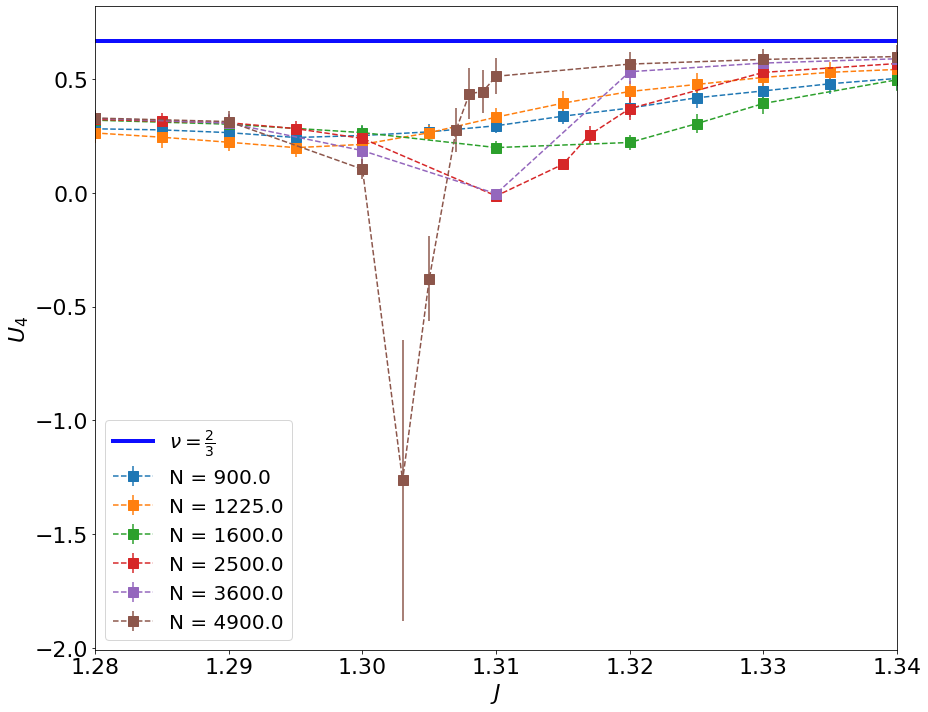 0.5
0.0
−0.5
−1.0
−1.5
−2.0
U₄
ν = 2/3
N = 900.0
N = 1225.0
N = 1600.0
N = 2500.0
N = 3600.0
N = 4900.0
1.28 1.29 1.30 1.31 1.32 1.33 1.34
J